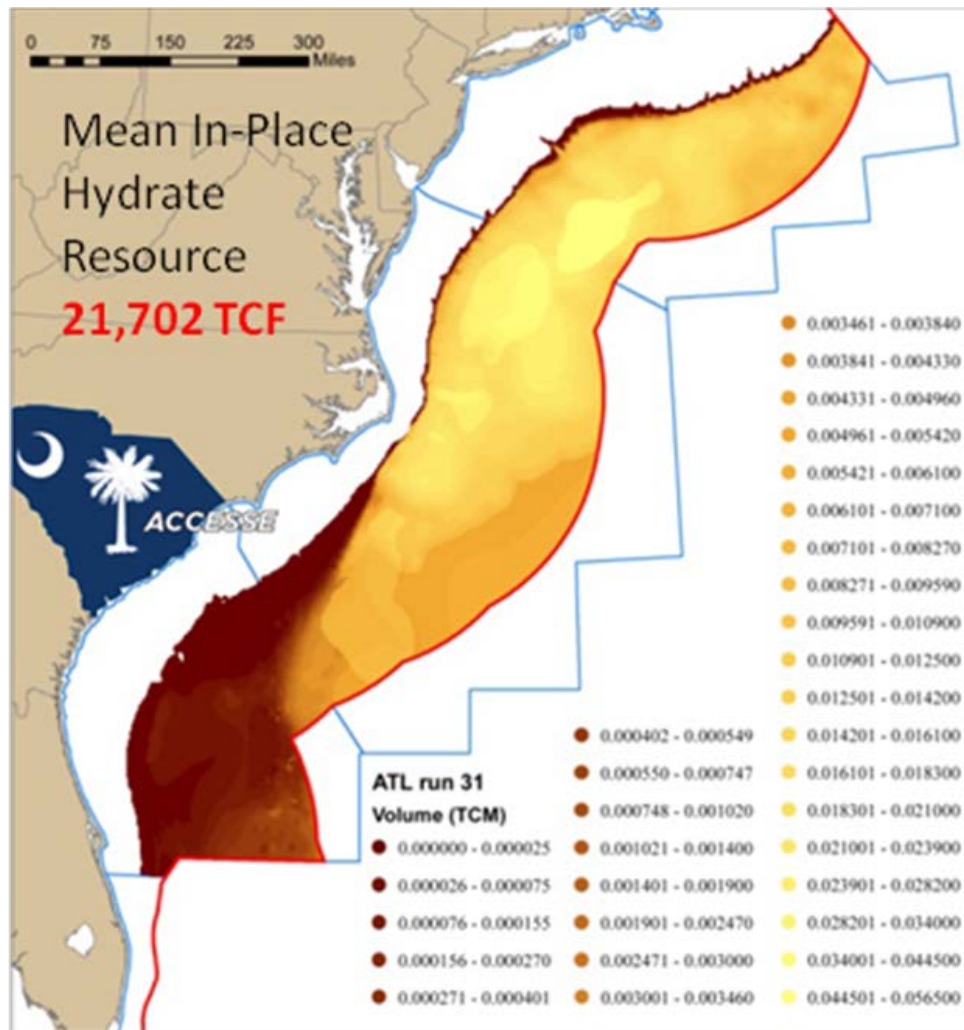 0 75 150 225 300
Miles
Mean In-Place
Hydrate
Resource
21,702 TCF
ACCESSE
ATL run 31
Volume (TCM)
0.000000 - 0.000025
0.000026 - 0.000075
0.000076 - 0.000155
0.000156 - 0.000270
0.000271 - 0.000401
0.000402 - 0.000549
0.000550 - 0.000747
0.000748 - 0.001020
0.001021 - 0.001400
0.001401 - 0.001900
0.001901 - 0.002470
0.002471 - 0.003000
0.003001 - 0.003460
0.003461 - 0.003840
0.003841 - 0.004330
0.004331 - 0.004960
0.004961 - 0.005420
0.005421 - 0.006100
0.006101 - 0.007100
0.007101 - 0.008270
0.008271 - 0.009590
0.009591 - 0.010900
0.010901 - 0.012500
0.012501 - 0.014200
0.014201 - 0.016100
0.016101 - 0.018300
0.018301 - 0.021000
0.021001 - 0.023900
0.023901 - 0.028200
0.028201 - 0.034000
0.034001 - 0.044500
0.044501 - 0.056500